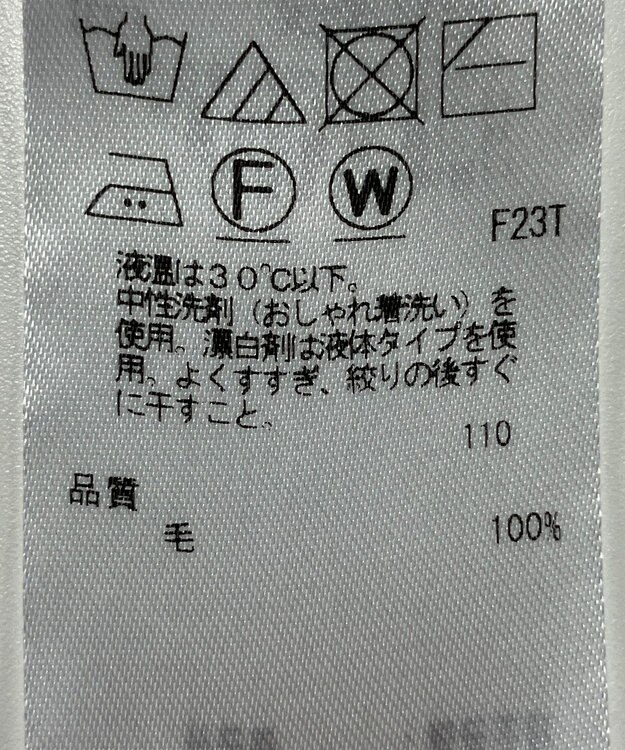 F W
F23T
液温は30℃以下。
中性洗剤（おしゃれ着洗い）を
使用。漂白剤は液体タイプを使
用。よくすすぎ、絞りの後すぐ
に干すこと。
110
品質
毛 100%